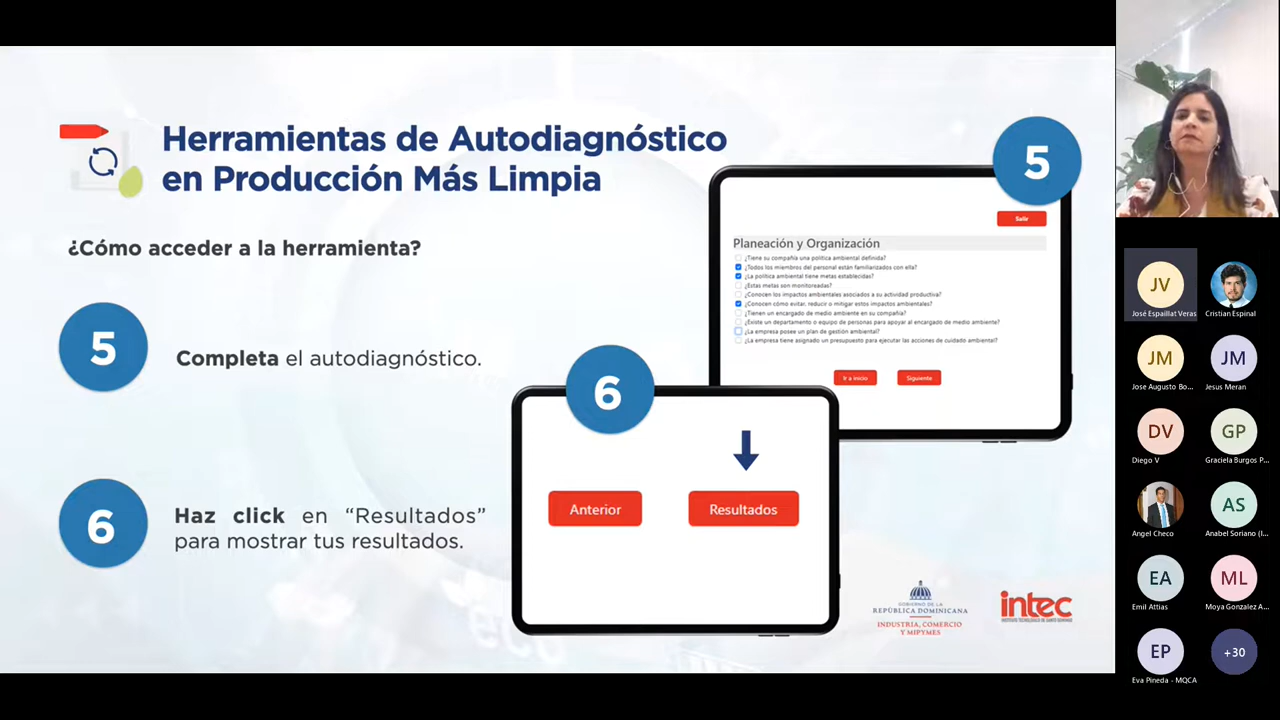 Herramientas de Autodiagnóstico
en Producción Más Limpia
¿Cómo acceder a la herramienta?
5
Completa el autodiagnóstico.
6
Haz click en “Resultados”
para mostrar tus resultados.
5
Salir
Planeación y Organización
¿Tiene su compañía una política ambiental definida?
¿Todos los miembros del personal están familiarizados con ella?
¿La política ambiental tiene metas establecidas?
¿Estas metas son monitoreadas?
¿Conocen los impactos ambientales asociados a su actividad productiva?
¿Conocen cómo evitar, reducir o mitigar estos impactos ambientales?
¿Tienen un encargado de medio ambiente en su compañía?
¿Existe un departamento o equipo de personas para apoyar al encargado de medio ambiente?
¿La empresa posee un plan de gestión ambiental?
¿La empresa tiene asignado un presupuesto para ejecutar las acciones de cuidado ambiental?
Ir a inicio
Siguiente
6
Anterior
Resultados
GOBIERNO DE LA
REPÚBLICA DOMINICANA
INDUSTRIA, COMERCIO
Y MIPYMES
intec
INSTITUTO TECNOLÓGICO DE SANTO DOMINGO
JV
José Espaillat Veras
Cristian Espinal
JM
Jose Augusto Bo...
JM
Jesus Meran
DV
Diego V
GP
Graciela Burgos P...
Angel Checo
AS
Anabel Soriano (I...
EA
Emil Attias
ML
Moya Gonzalez A...
EP
Eva Pineda - MQCA
+30